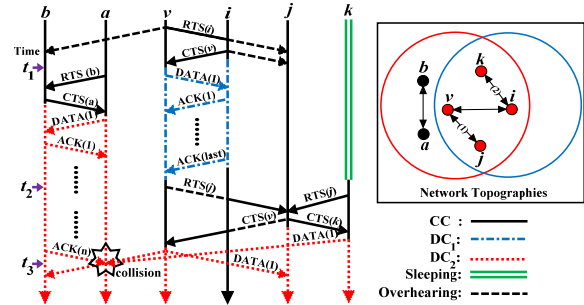 b a v i j k
Time
RTS(i)
CTS(v)
t1
RTS (b)
DATA(1)
CTS(a)
ACK(1)
DATA(1)
ACK(1)
ACK(last)
t2
RTS(j)
RTS(j)
CTS(v)
CTS(k)
DATA(1)
ACK(n)
DATA(1)
t3
collision
k
b
(2)
v
i
(1)
a
j
Network Topographies
CC :
DC1:
DC2:
Sleeping:
Overhearing: